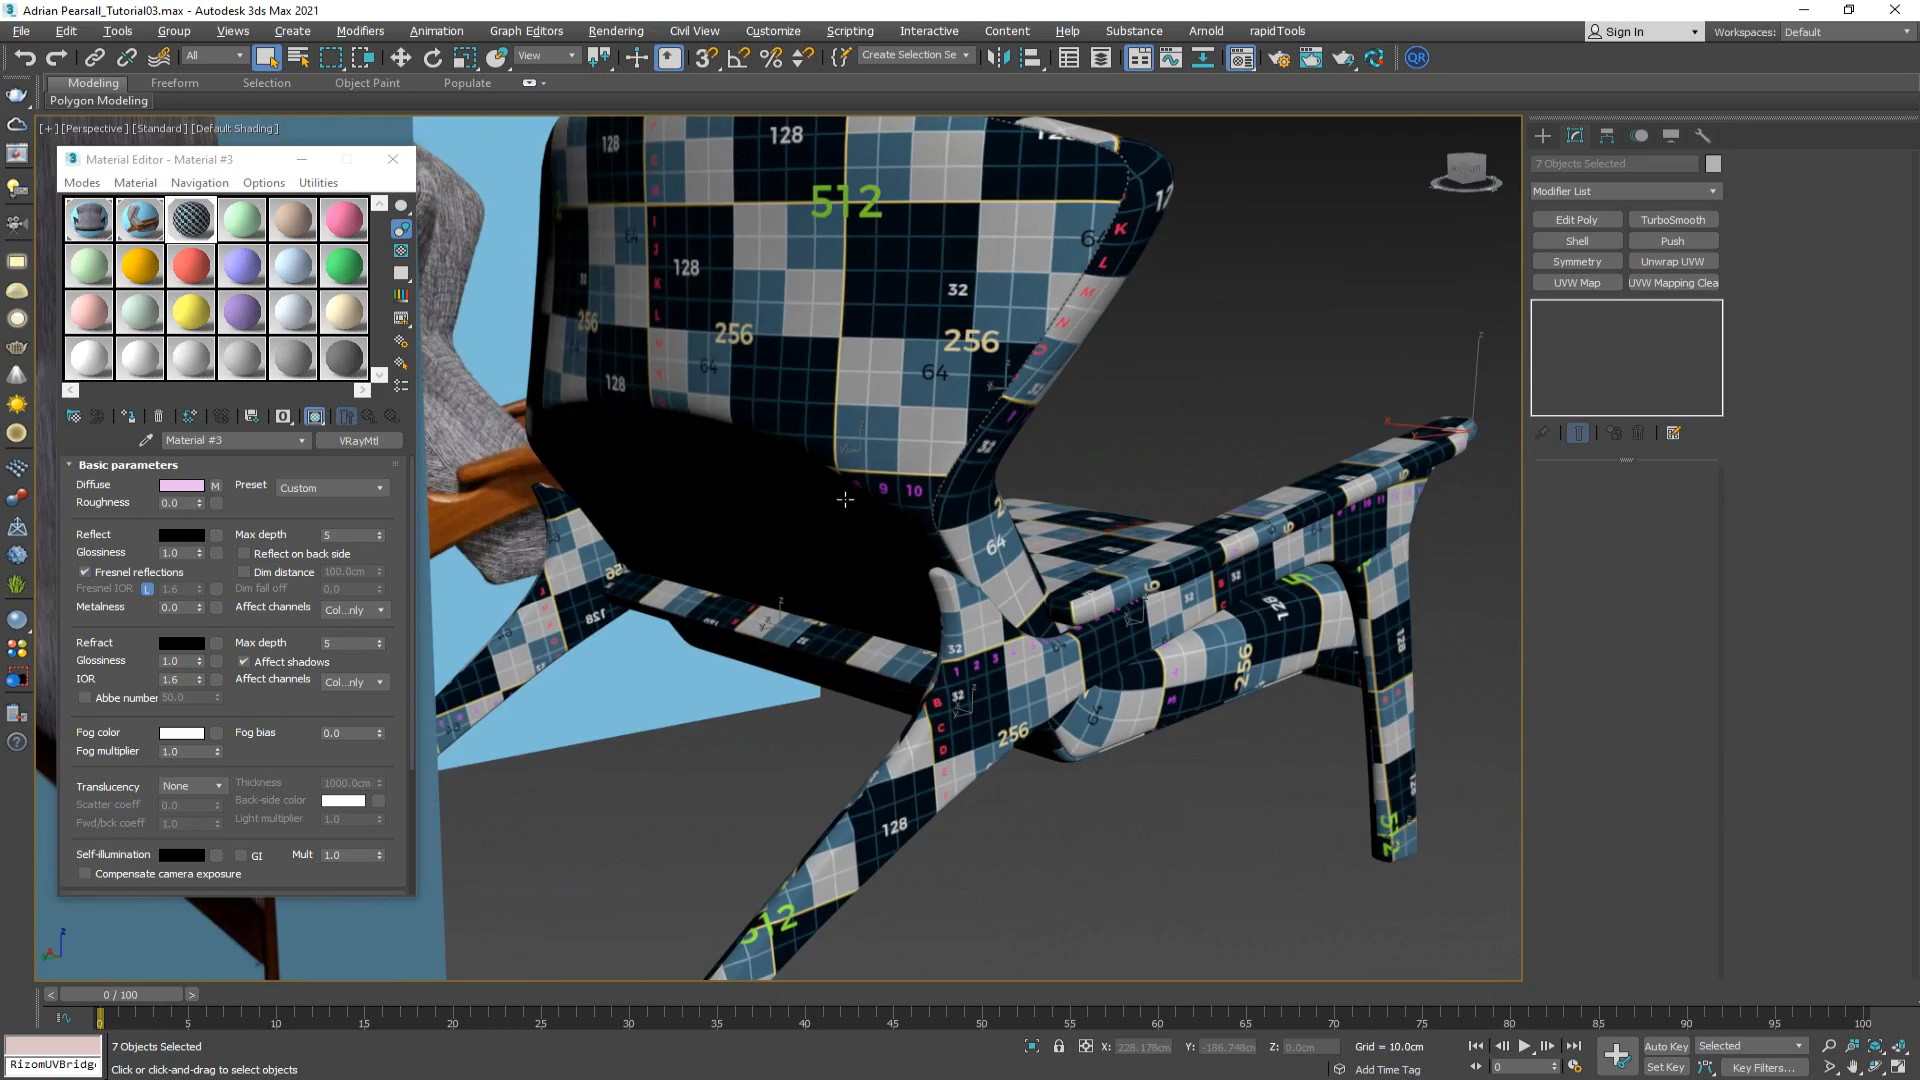 Adrian Pearsall_Tutorial03.max - Autodesk 3ds Max 2021
File Edit Tools Group Views Create Modifiers Animation Graph Editors Rendering Civil View Customize Scripting Interactive Content Help Substance Arnold rapidTools
Sign In Workspaces: Default
All View Create Selection Se QR
Modeling Freeform Selection Object Paint Populate
Polygon Modeling
[+] [Perspective] [Standard] [Default Shading]
7 Objects Selected
Modifier List
Edit Poly TurboSmooth
Shell Push
Symmetry Unwrap UVW
UVW Map UVW Mapping Clea
Material Editor - Material #3
Modes Material Navigation Options Utilities
Material #3 VRayMtl
Basic parameters
Diffuse M Preset Custom
Roughness 0.0
Reflect Max depth 5
Glossiness 1.0 Reflect on back side
Fresnel reflections Dim distance 100.0cm
Fresnel IOR L 1.6 Dim fall off 0.0
Metalness 0.0 Affect channels Col...nly
Refract Max depth 5
Glossiness 1.0 Affect shadows
IOR 1.6 Affect channels Col...nly
Abbe number 50.0
Fog color Fog bias 0.0
Fog multiplier 1.0
Translucency None Thickness 1000.0cm
Scatter coeff 0.0 Back-side color
Fwd/bck coeff 1.0 Light multiplier 1.0
Self-illumination GI Mult 1.0
Compensate camera exposure
128 128
512
64 64 K
128 L
32 M
256 256 256 N
64 64 O
128
9 10
64
32
256
128
512
0 / 100
0 5 10 15 20 25 30 35 40 45 50 55 60 65 70 75 80 85 90 95 100
7 Objects Selected X: 228.178cm Y: -186.748cm Z: 0.0cm Grid = 10.0cm Auto Key Selected
RizomUVBridge Click or click-and-drag to select objects Add Time Tag 0 Set Key Key Filters...